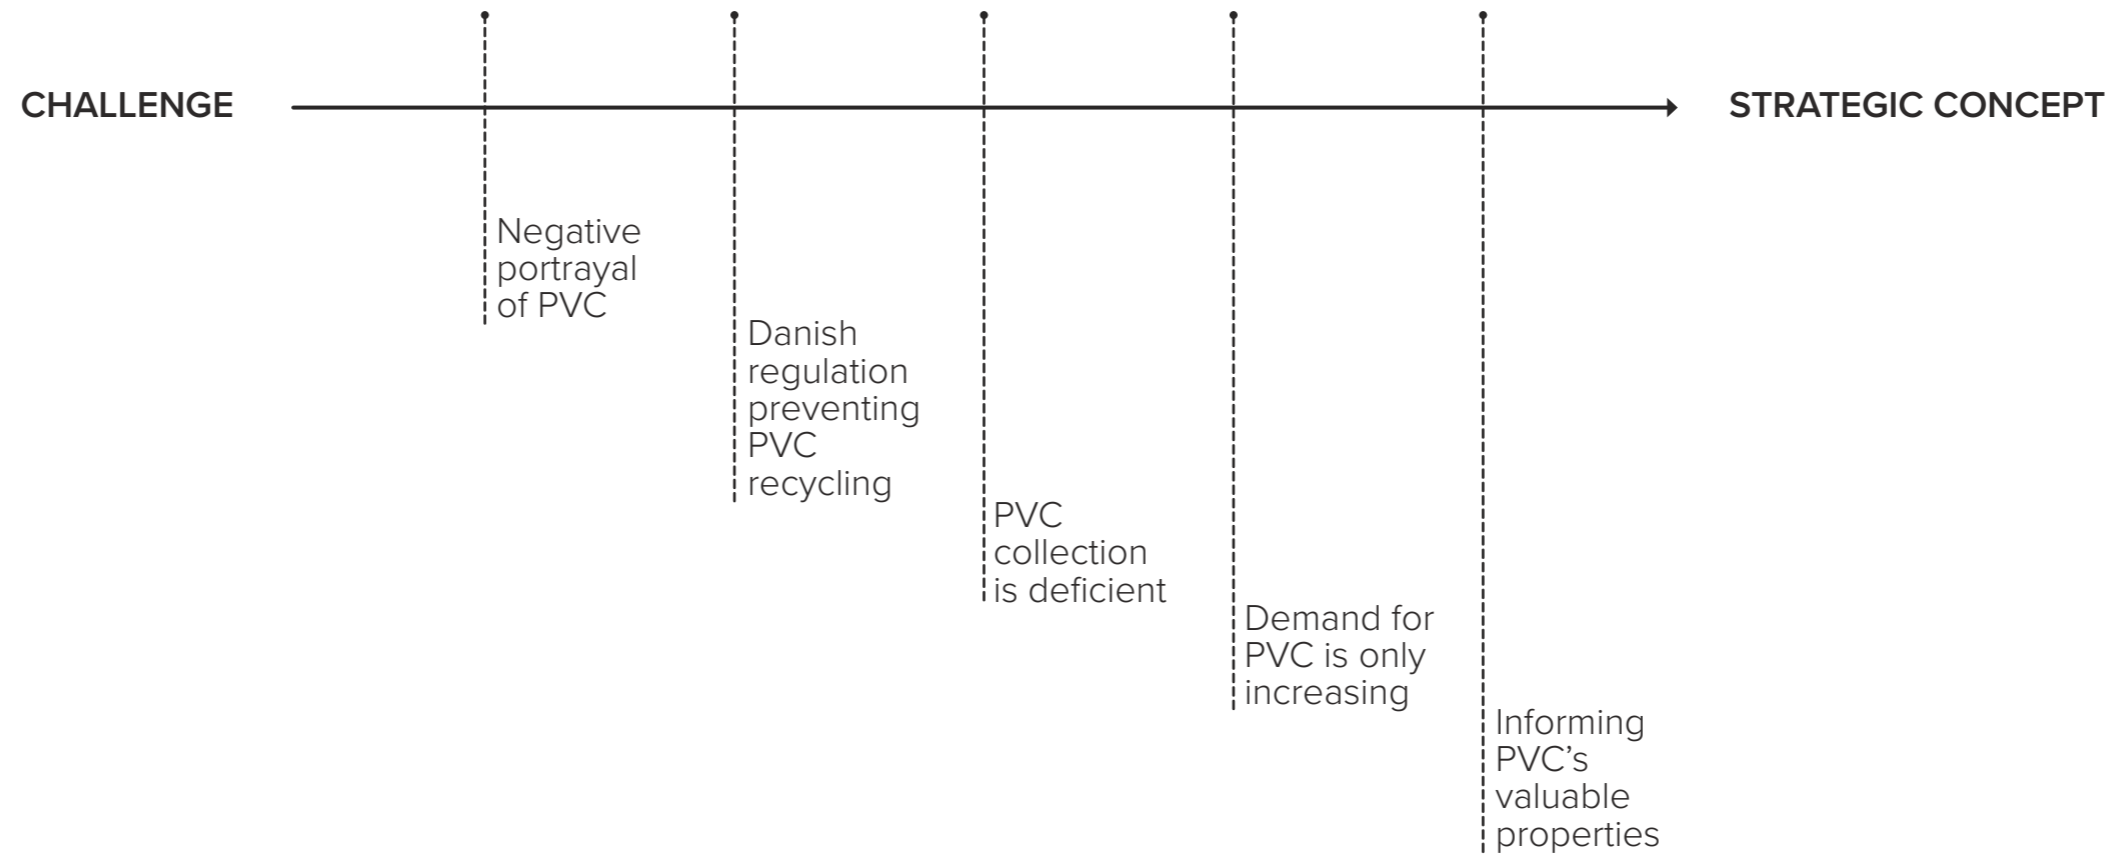 CHALLENGE
STRATEGIC CONCEPT
Negative
portrayal
of PVC
Danish
regulation
preventing
PVC
recycling
PVC
collection
is deficient
Demand for
PVC is only
increasing
Informing
PVC’s
valuable
properties